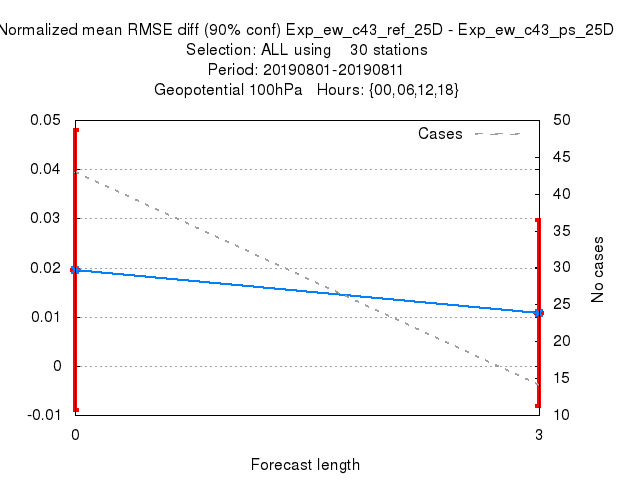 Normalized mean RMSE diff (90% conf) Exp_ew_c43_ref_25D - Exp_ew_c43_ps_25D
Selection: ALL using 30 stations
Period: 20190801-20190811
Geopotential 100hPa Hours: {00,06,12,18}
Cases
0.05
0.04
0.03
0.02
0.01
0
-0.01
50
45
40
35
30
25
20
15
10
No cases
0 3
Forecast length